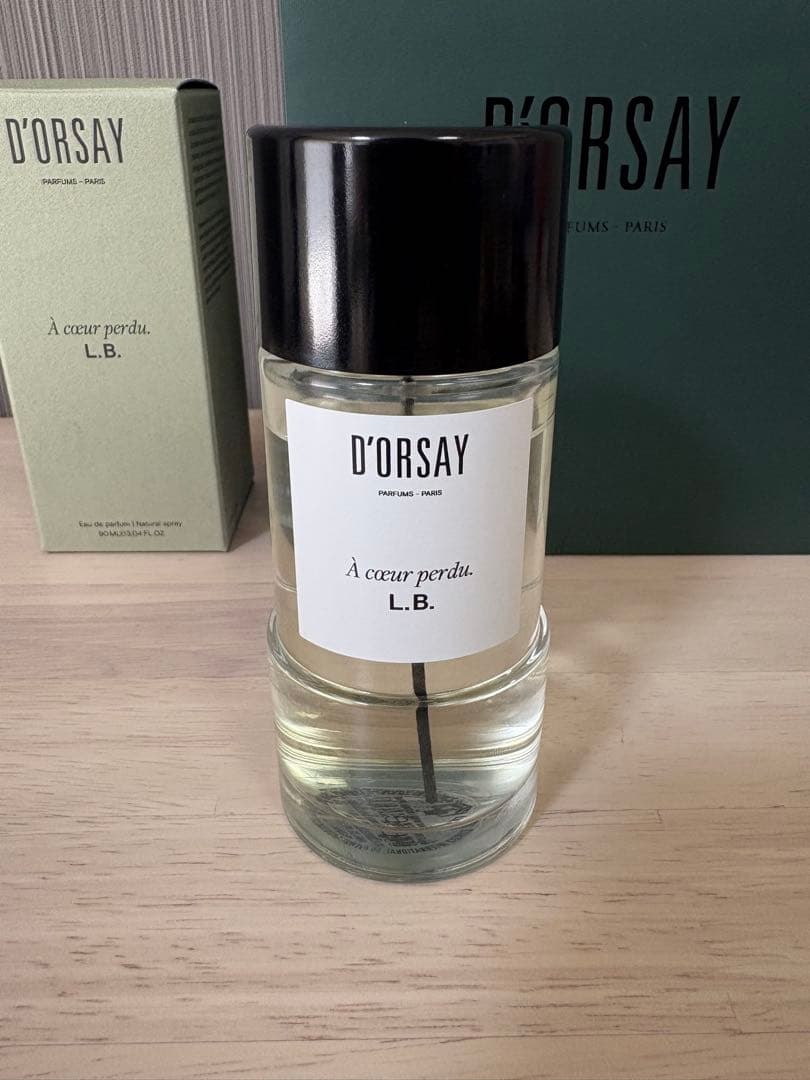 D'ORSAY
PARFUMS - PARIS
À cœur perdu.
L.B.
Eau de parfum | Natural spray
90 ML | 3,04 FL OZ
D'ORSAY
FUMS - PARIS
D'ORSAY
PARFUMS - PARIS
À cœur perdu.
L.B.